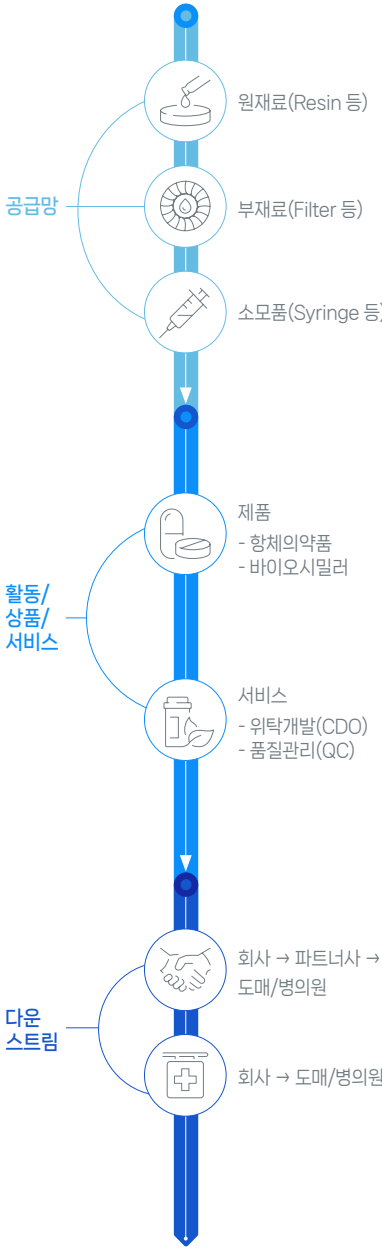 공급망
원재료(Resin 등)
부재료(Filter 등)
소모품(Syringe 등)
활동/
상품/
서비스
제품
- 항체의약품
- 바이오시밀러
서비스
- 위탁개발(CDO)
- 품질관리(QC)
다운
스트림
회사 → 파트너사 →
도매/병의원
회사 → 도매/병의원